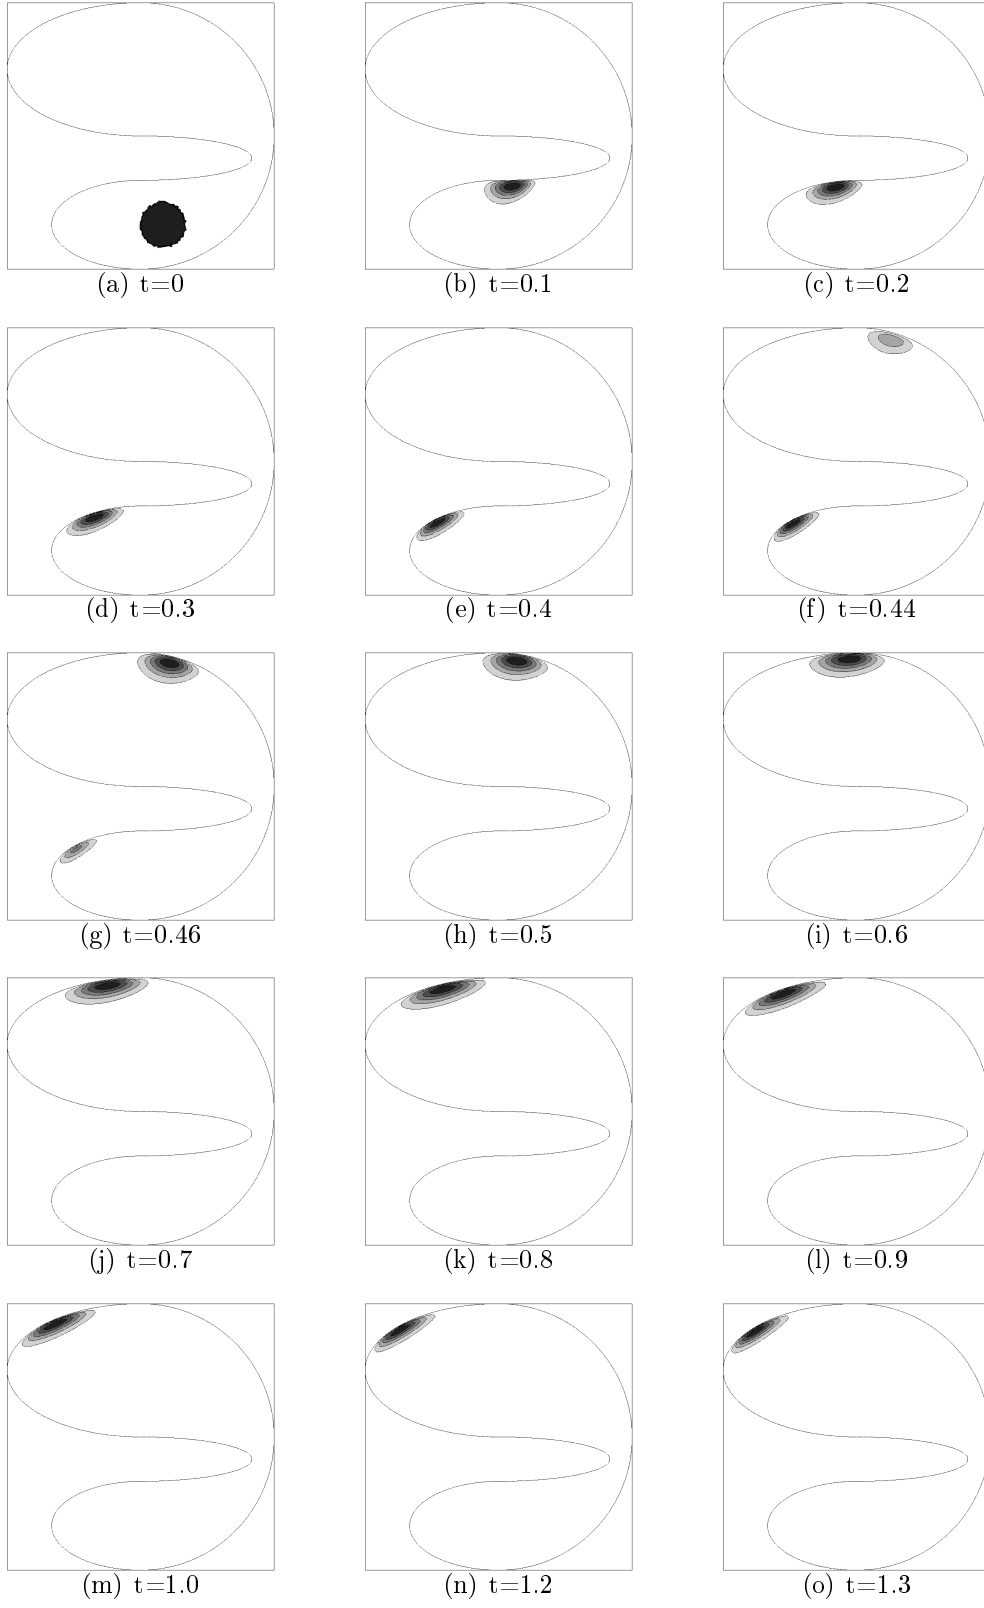 (a) t=0
(b) t=0.1
(c) t=0.2
(d) t=0.3
(e) t=0.4
(f) t=0.44
(g) t=0.46
(h) t=0.5
(i) t=0.6
(j) t=0.7
(k) t=0.8
(l) t=0.9
(m) t=1.0
(n) t=1.2
(o) t=1.3